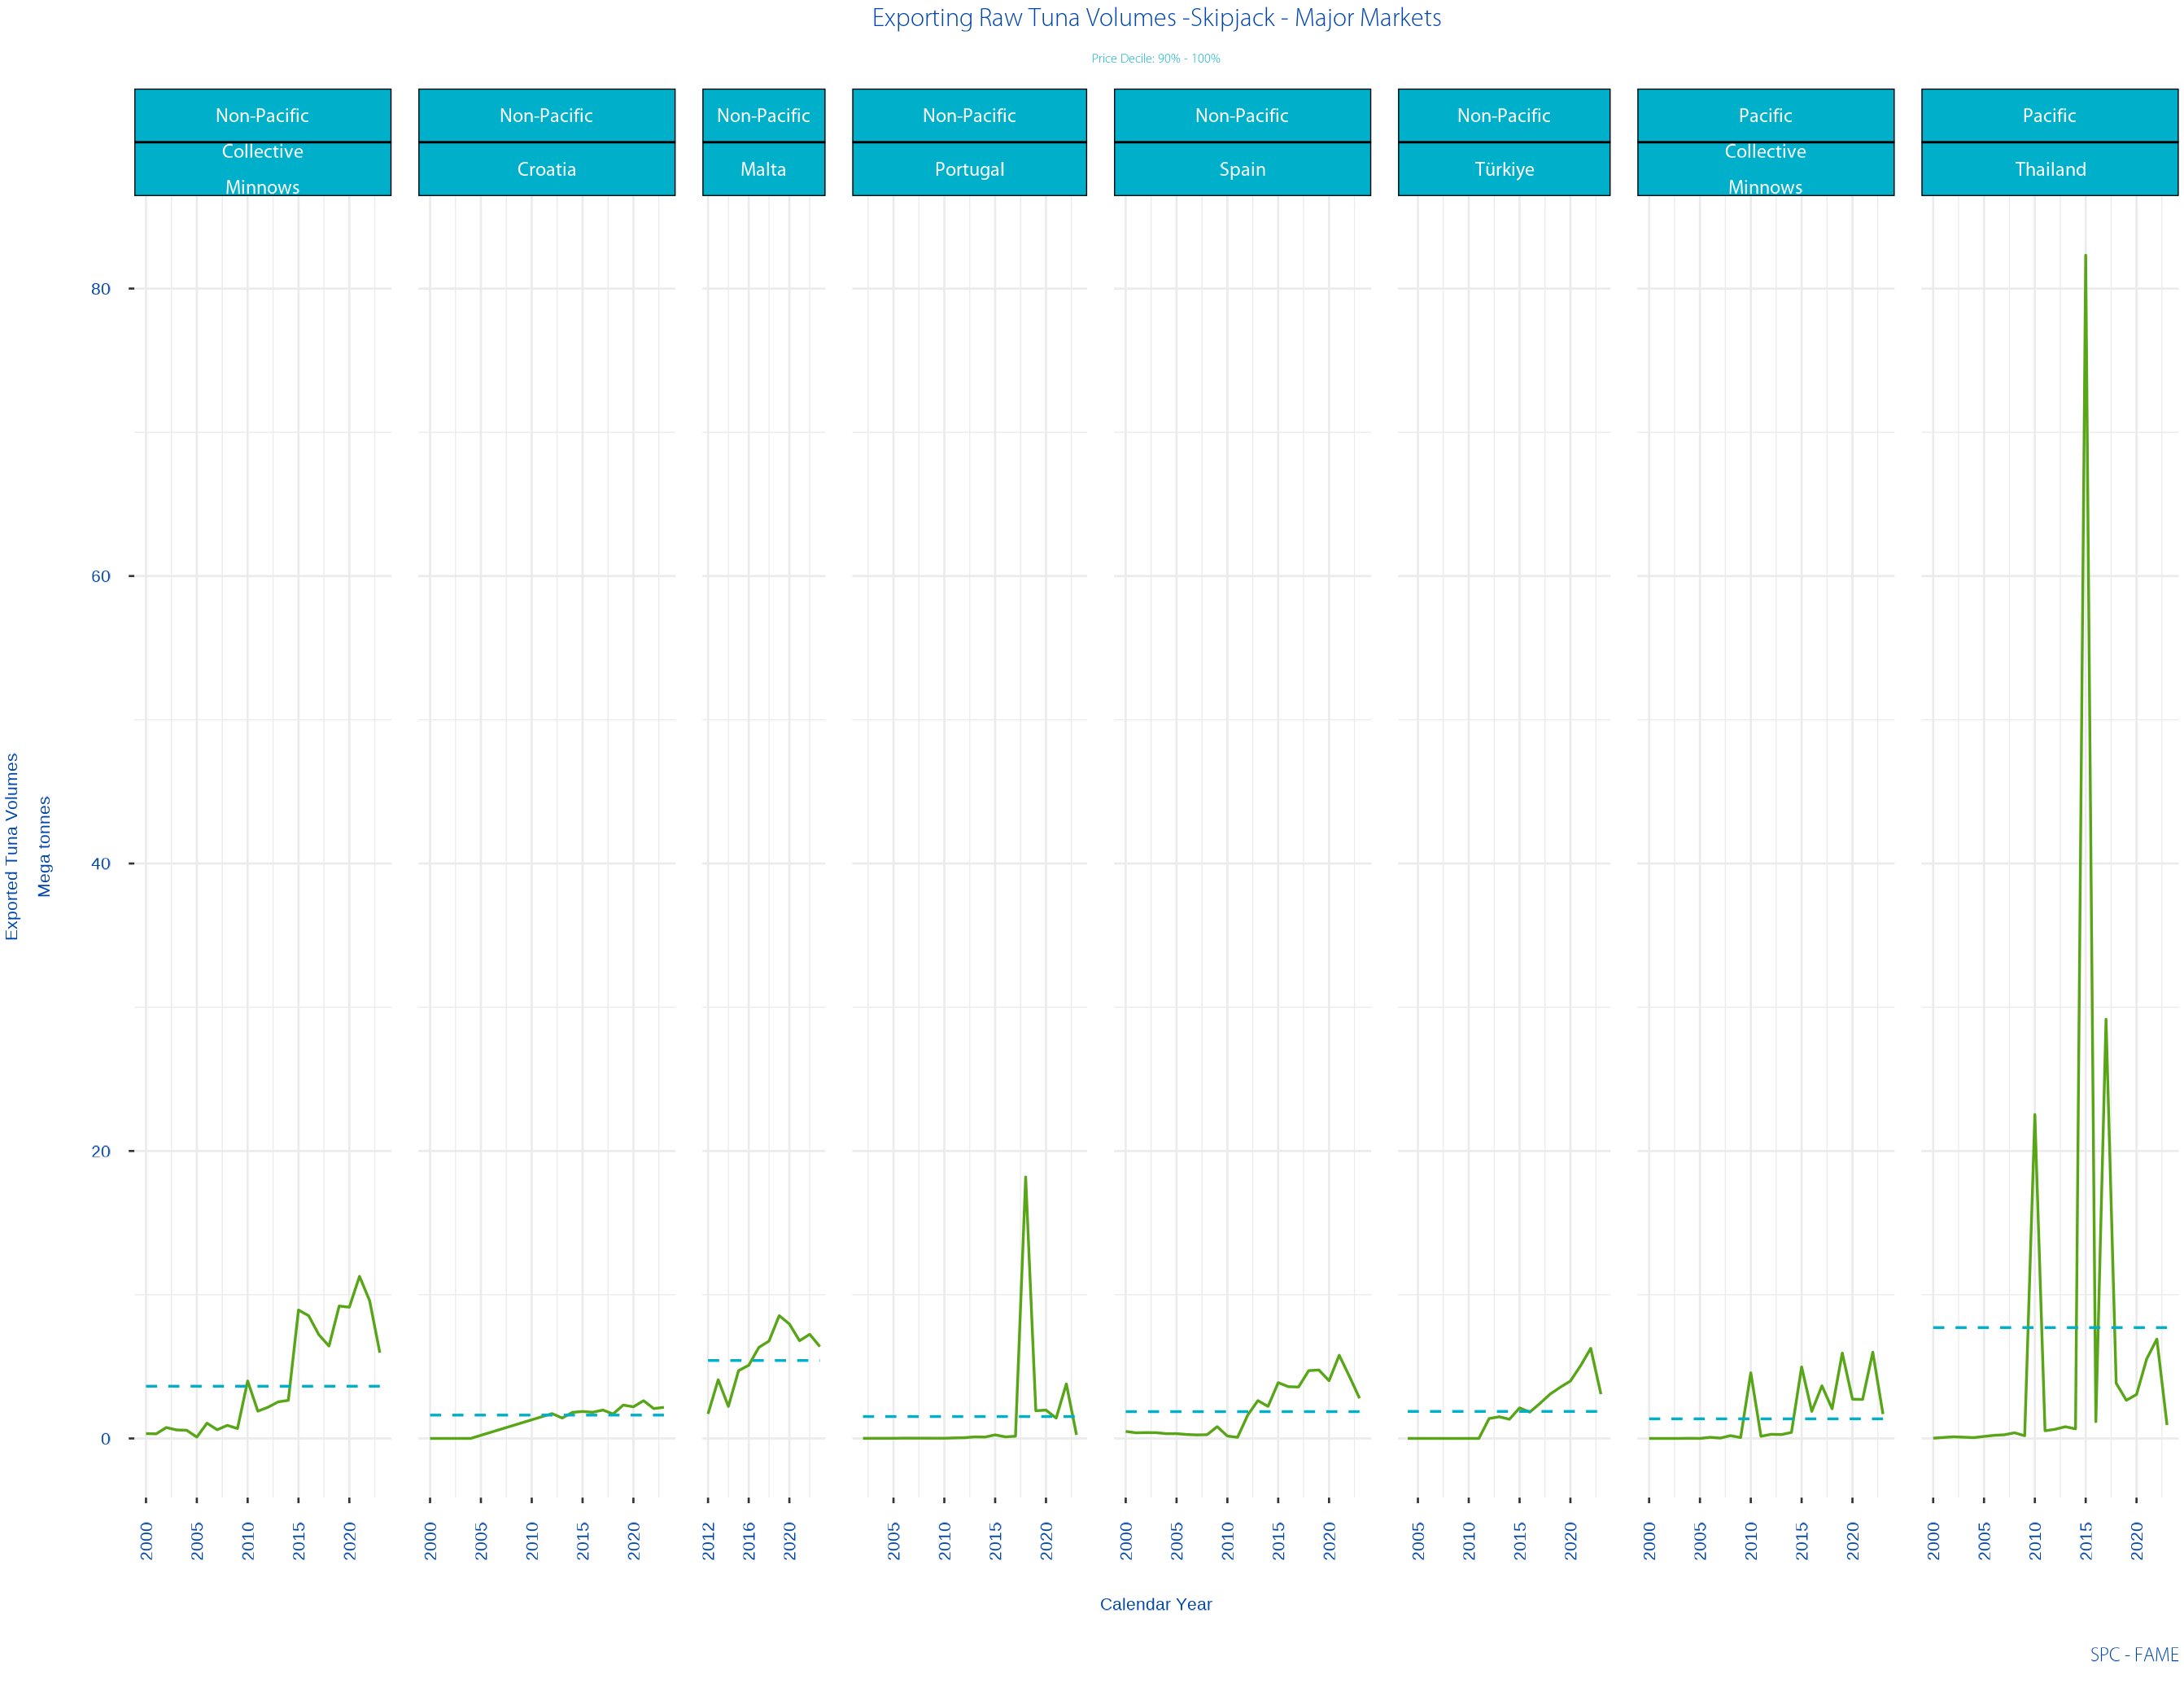 Exporting Raw Tuna Volumes -Skipjack - Major Markets
Price Decile: 90% - 100%
Non-Pacific Non-Pacific Non-Pacific Non-Pacific Non-Pacific Non-Pacific Pacific Pacific
Collective Minnows Croatia Malta Portugal Spain Türkiye Collective Minnows Thailand
80
60
40
20
0
Exported Tuna Volumes
Mega tonnes
2000 2005 2010 2015 2020 2000 2005 2010 2015 2020 2012 2016 2020 2005 2010 2015 2020 2000 2005 2010 2015 2020 2005 2010 2015 2020 2000 2005 2010 2015 2020 2000 2005 2010 2015 2020
Calendar Year
SPC - FAME